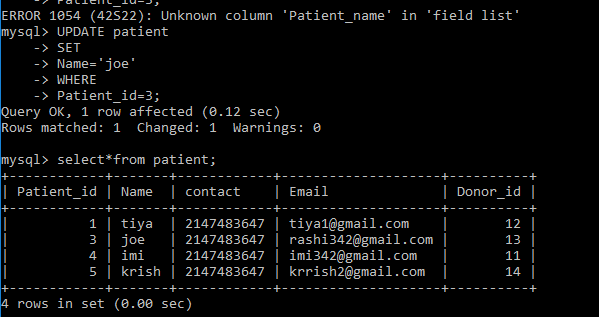 -> Patient_id=3;
ERROR 1054 (42S22): Unknown column 'Patient_name' in 'field list'
mysql> UPDATE patient
    -> SET
    -> Name='joe'
    -> WHERE
    -> Patient_id=3;
Query OK, 1 row affected (0.12 sec)
Rows matched: 1  Changed: 1  Warnings: 0
mysql> select*from patient;
+------------+-------+------------+--------------------+----------+
| Patient_id | Name  | contact    | Email              | Donor_id |
+------------+-------+------------+--------------------+----------+
|          1 | tiya  | 2147483647 | tiya1@gmail.com    |       12 |
|          3 | joe   | 2147483647 | rashi342@gmail.com |       13 |
|          4 | imi   | 2147483647 | imi342@gmail.com   |       11 |
|          5 | krish | 2147483647 | krrish2@gmail.com  |       14 |
+------------+-------+------------+--------------------+----------+
4 rows in set (0.00 sec)